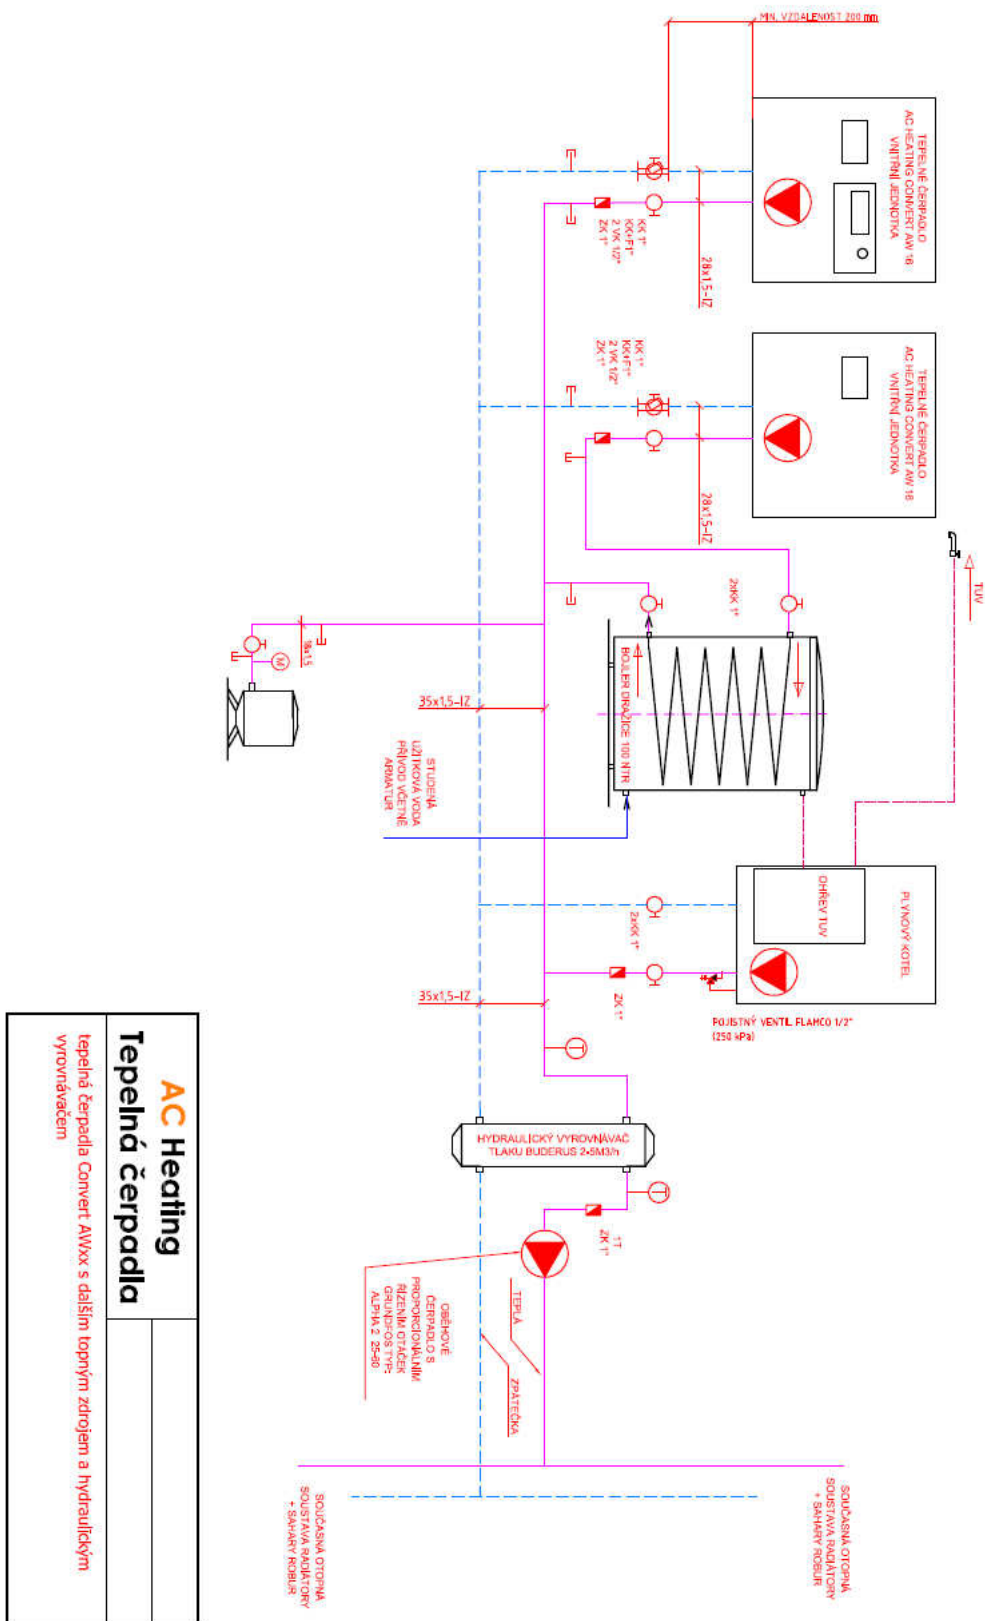 MIN. VZDÁLENOST 200 mm
TEPELNÉ ČERPADLO
AC HEATING CONVERT AW 16
VNITŘNÍ JEDNOTKA
KK 1"
KK+F1"
2 VK 1/2"
ZK 1"
28x1,5-IZ
TEPELNÉ ČERPADLO
AC HEATING CONVERT AW 16
VNITŘNÍ JEDNOTKA
KK 1"
KK+F1"
2 VK 1/2"
ZK 1"
28x1,5-IZ
TUV
2xKK 1"
BOJLER DRAŽICE 100 NTR
18x1,5
M
35x1,5-IZ
STUDENÁ
UŽITKOVÁ VODA
PŘÍVOD VČETNĚ
ARMATUR
PLYNOVÝ KOTEL
OHŘEV TUV
2xKK 1"
ZK 1"
POJISTNÝ VENTIL FLAMCO 1/2"
(250 kPa)
35x1,5-IZ
T
HYDRAULICKÝ VYROVNÁVAČ
TLAKU BUDERUS 2-5M3/h
T
1T
ZK 1"
OBĚHOVÉ
ČERPADLO S
PROPORCIONÁLNÍM
ŘÍZENÍM OTÁČEK
GRUNDFOS TYP:
ALPHA 2 25-60
TEPLÁ
ZPÁTEČKA
SOUČASNÁ OTOPNÁ
SOUSTAVA RADIÁTORY
+ SAHARY ROBUR
SOUČASNÁ OTOPNÁ
SOUSTAVA RADIÁTORY
+ SAHARY ROBUR
AC Heating
Tepelná čerpadla
tepelná čerpadla Convert AWxx s dalším topným zdrojem a hydraulickým
vyrovnávačem